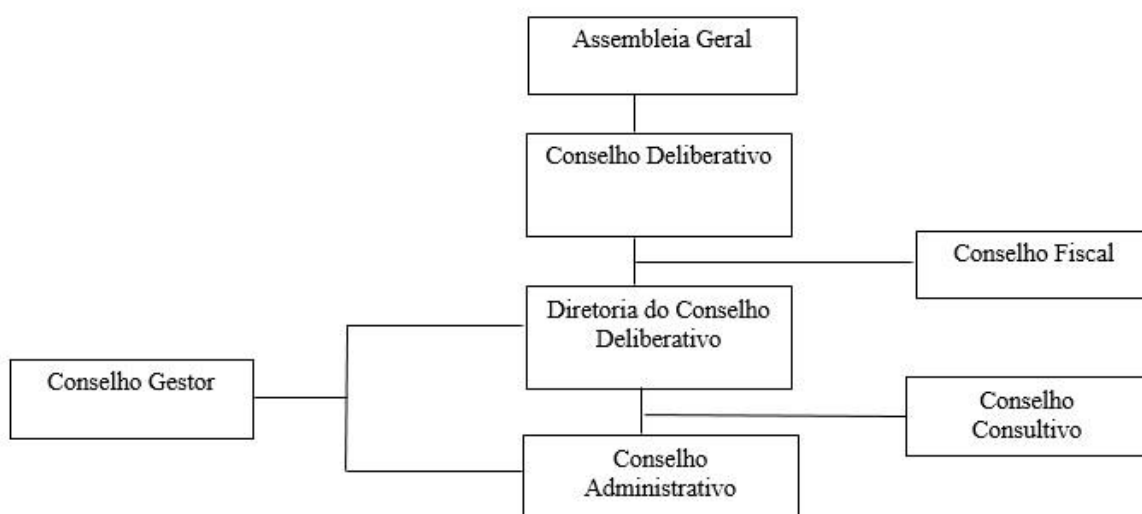 Assembleia Geral
Conselho Deliberativo
Conselho Fiscal
Diretoria do Conselho
Deliberativo
Conselho Gestor
Conselho
Consultivo
Conselho
Administrativo